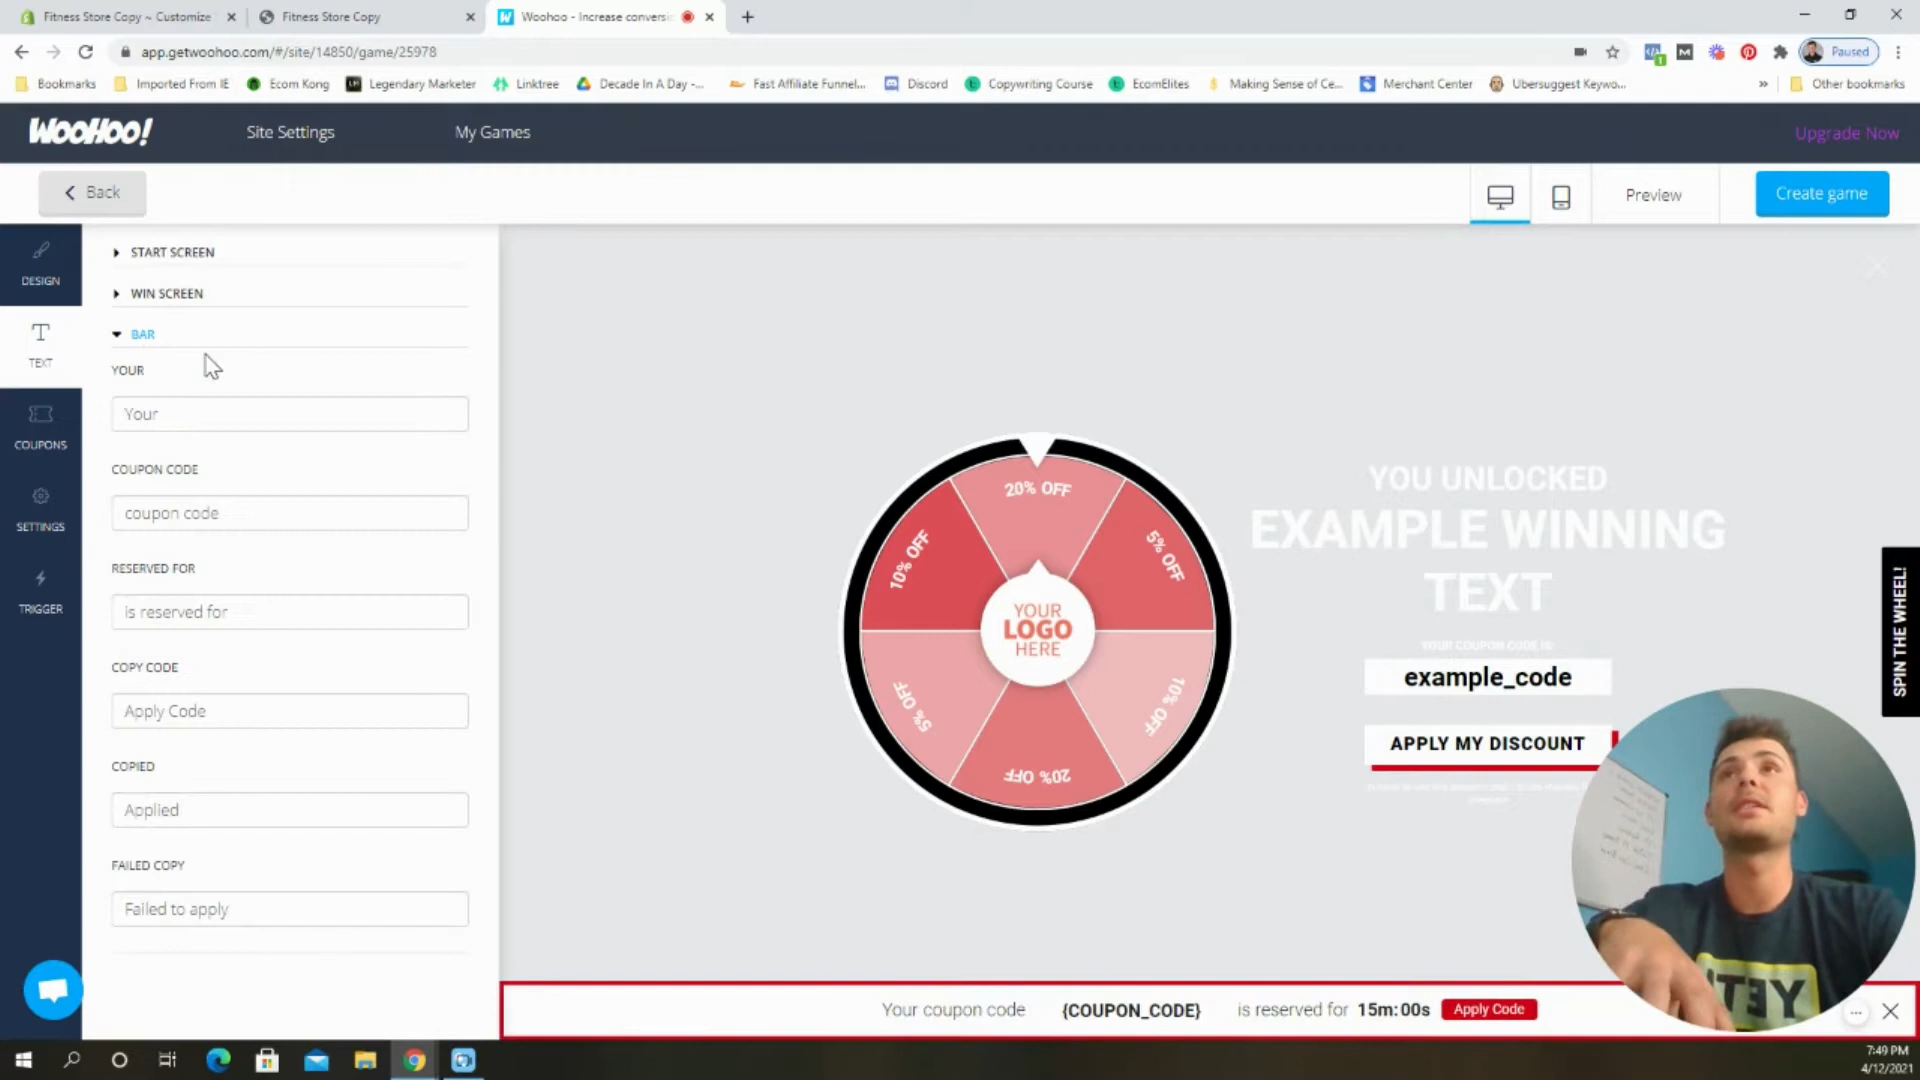 Fitness Store Copy ~ Customize
Fitness Store Copy
Woohoo - Increase conversi
app.getwoohoo.com/#/site/14850/game/25978
Paused
Bookmarks
Imported From IE
Ecom Kong
Legendary Marketer
Linktree
Decade In A Day -...
Fast Affiliate Funnel...
Discord
Copywriting Course
EcomElites
Making Sense of Ce...
Merchant Center
Ubersuggest Keywo...
Other bookmarks
WOOHOO!
Site Settings
My Games
Upgrade Now
Back
Preview
Create game
DESIGN
TEXT
COUPONS
SETTINGS
TRIGGER
START SCREEN
WIN SCREEN
BAR
YOUR
Your
COUPON CODE
coupon code
RESERVED FOR
is reserved for
COPY CODE
Apply Code
COPIED
Applied
FAILED COPY
Failed to apply
20% OFF
5% OFF
10% OFF
20% OFF
5% OFF
10% OFF
YOUR
LOGO
HERE
YOU UNLOCKED
EXAMPLE WINNING
TEXT
YOUR COUPON CODE IS:
example_code
APPLY MY DISCOUNT
SPIN THE WHEEL!
Your coupon code {COUPON_CODE} is reserved for 15m:00s Apply Code
7:49 PM
4/12/2021